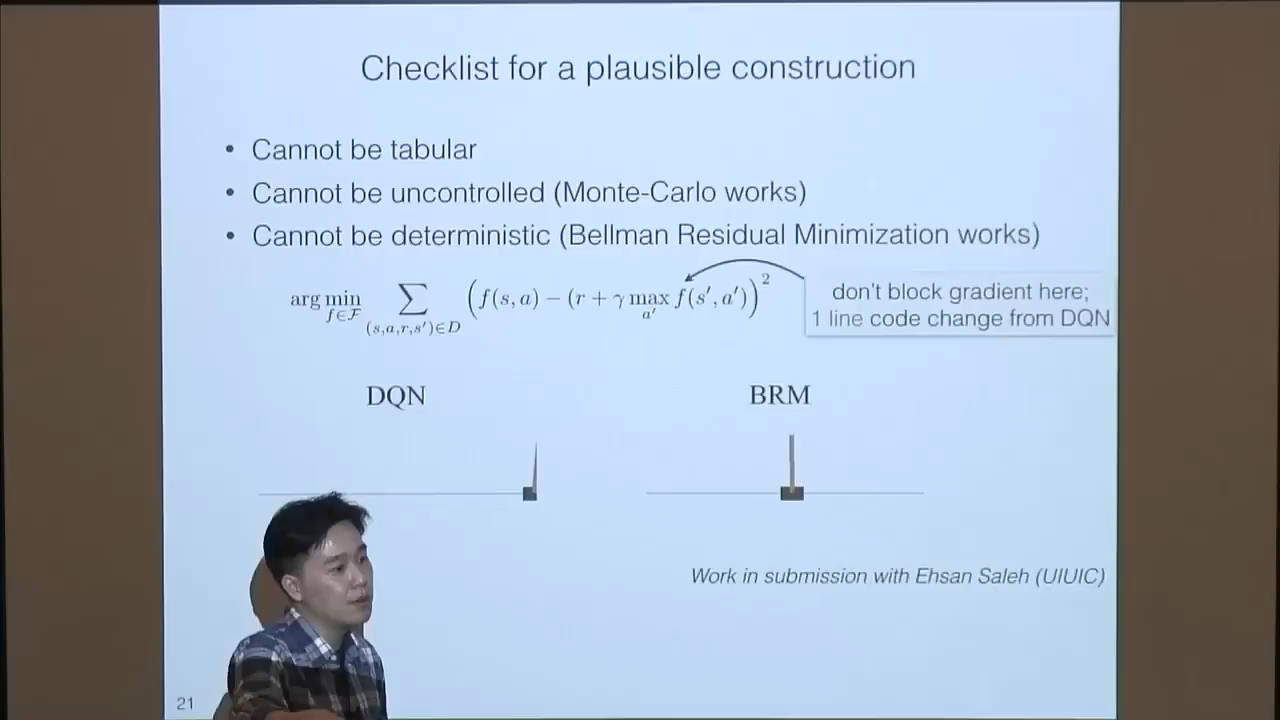 Checklist for a plausible construction
• Cannot be tabular
• Cannot be uncontrolled (Monte-Carlo works)
• Cannot be deterministic (Bellman Residual Minimization works)
arg min_{f∈F} ∑_{(s,a,r,s′)∈D} (f(s,a) − (r + γ max_{a′} f(s′,a′)))²
don't block gradient here;
1 line code change from DQN
DQN
BRM
Work in submission with Ehsan Saleh (UIUIC)
21